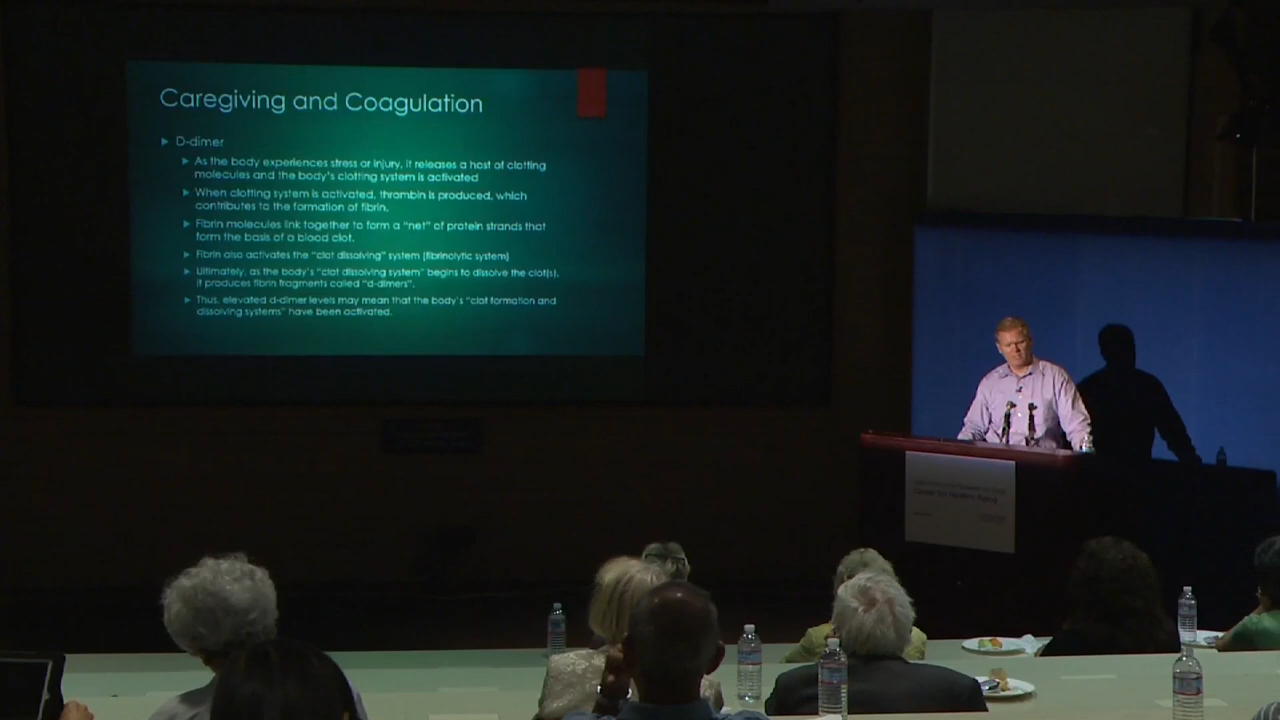 Caregiving and Coagulation
D-dimer
As the body experiences stress or injury, it releases a host of clotting
molecules and the body's clotting system is activated
When clotting system is activated, thrombin is produced, which
contributes to the formation of fibrin.
Fibrin molecules link together to form a "net" of protein strands that
form the basis of a blood clot.
Fibrin also activates the "clot dissolving" system (fibrinolytic system)
Ultimately, as the body's "clot dissolving system" begins to dissolve the clot(s),
it produces fibrin fragments called "d-dimers".
Thus, elevated d-dimer levels may mean that the body's "clot formation and
dissolving systems" have been activated.
Center for Healthy Aging